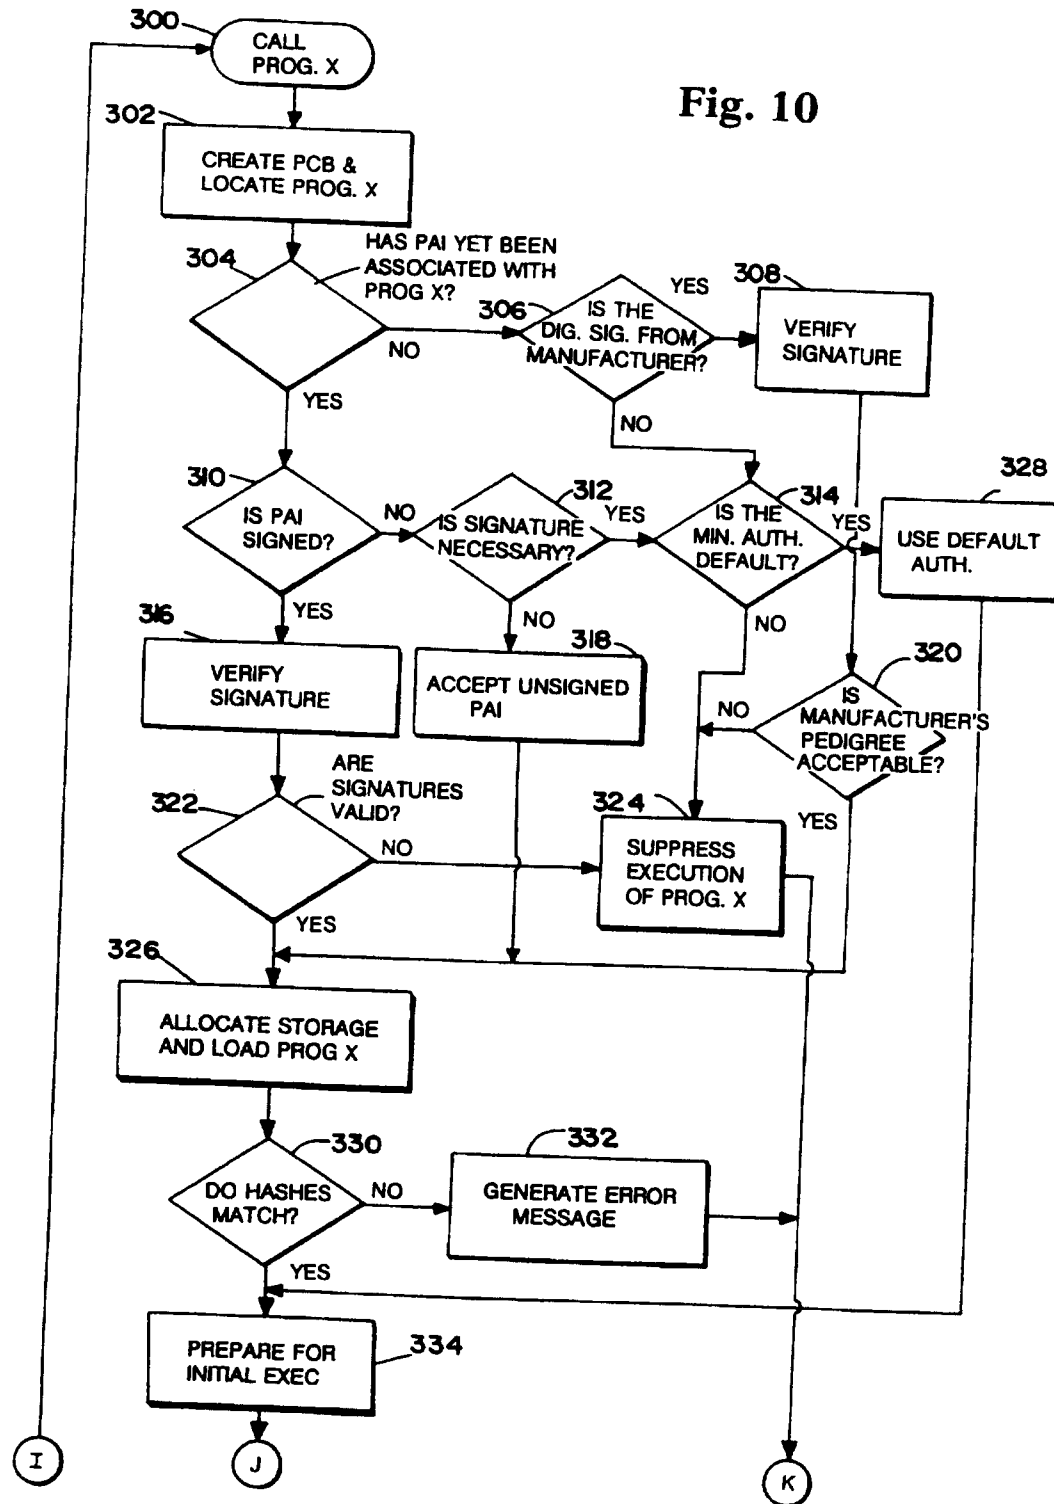 300
CALL
PROG. X
Fig. 10
302
CREATE PCB &
LOCATE PROG. X
304
HAS PAI YET BEEN
ASSOCIATED WITH
PROG X?
NO
YES
306
IS THE
DIG. SIG. FROM
MANUFACTURER?
YES
NO
308
VERIFY
SIGNATURE
310
IS PAI
SIGNED?
NO
YES
312
IS SIGNATURE
NECESSARY?
YES
NO
314
IS THE
MIN. AUTH.
DEFAULT?
YES
NO
328
USE DEFAULT
AUTH.
316
VERIFY
SIGNATURE
318
ACCEPT UNSIGNED
PAI
320
IS
MANUFACTURER'S
PEDIGREE
ACCEPTABLE?
NO
YES
322
ARE
SIGNATURES
VALID?
NO
YES
324
SUPPRESS
EXECUTION
OF PROG. X
326
ALLOCATE STORAGE
AND LOAD PROG X
330
DO HASHES
MATCH?
NO
YES
332
GENERATE ERROR
MESSAGE
334
PREPARE FOR
INITIAL EXEC
I
J
K